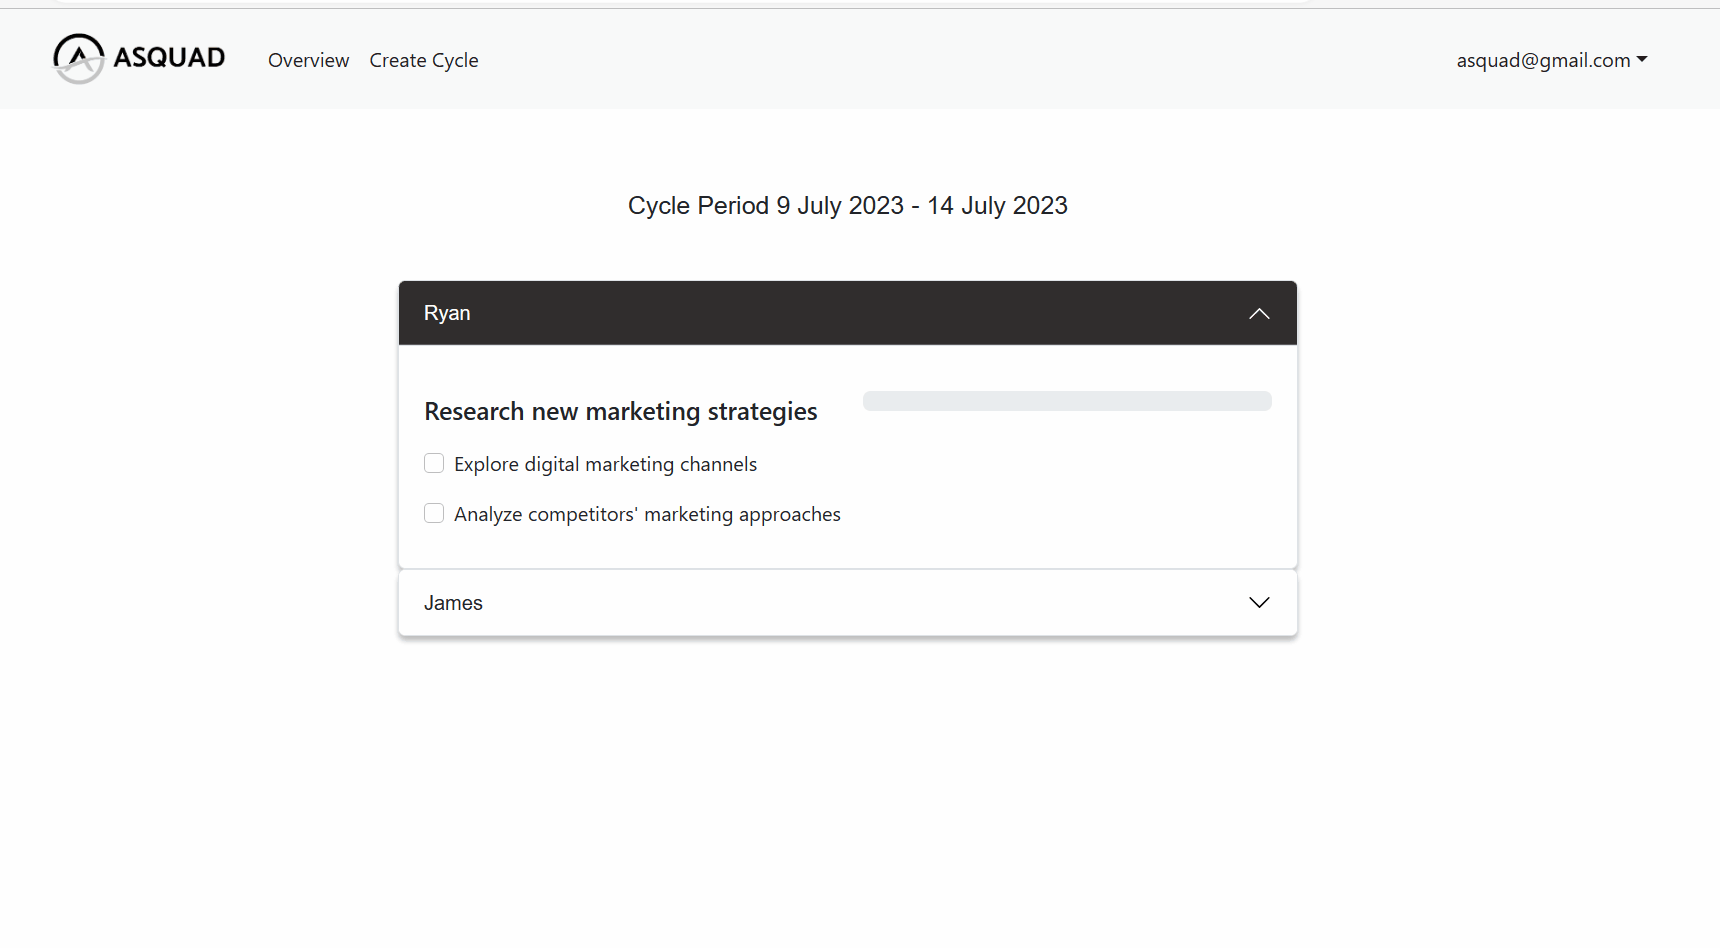 ASQUAD Overview Create Cycle asquad@gmail.com
Cycle Period 9 July 2023 - 14 July 2023
Ryan
Research new marketing strategies
Explore digital marketing channels
Analyze competitors' marketing approaches
James